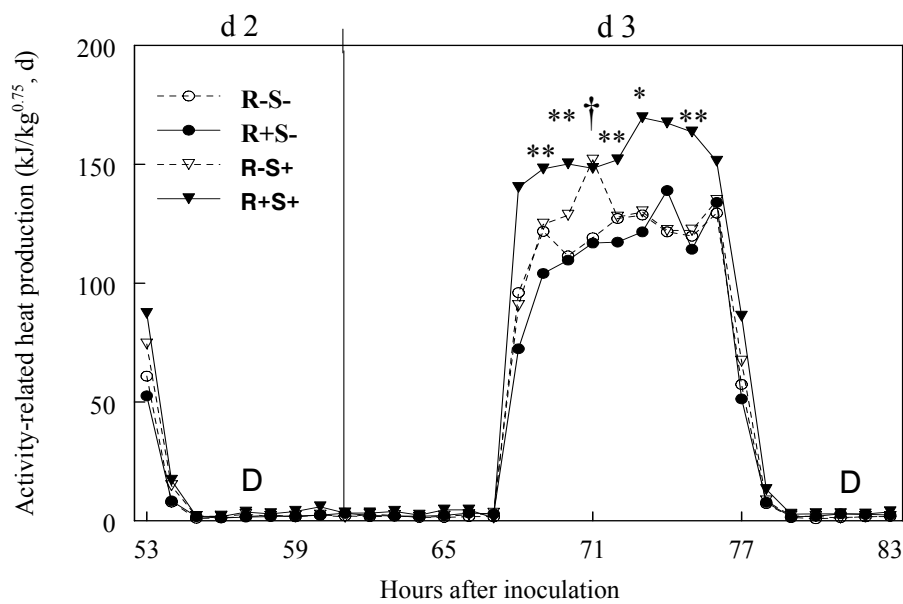 d 2 d 3
200
150
100
50
0
Activity-related heat production (kJ/kg0.75, d)
R-S-
R+S-
R-S+
R+S+
** ** † ** * **
D D
53 59 65 71 77 83
Hours after inoculation